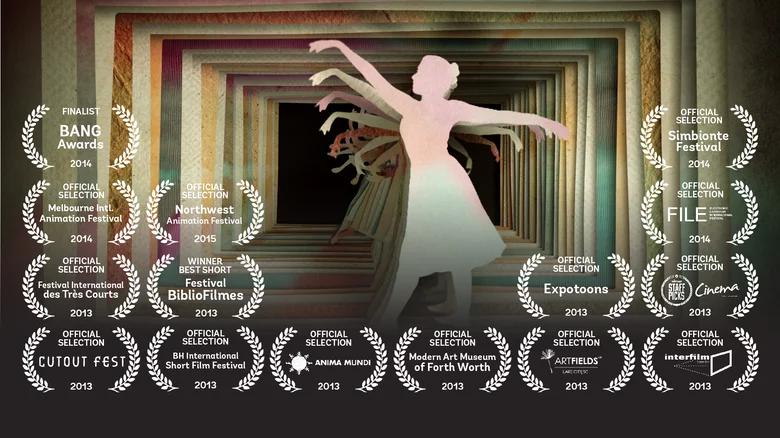 FINALIST
BANG
Awards
2014
OFFICIAL
SELECTION
Simbionte
Festival
2014
OFFICIAL
SELECTION
Melbourne Intl.
Animation Festival
2014
OFFICIAL
SELECTION
Northwest
Animation Festival
2015
OFFICIAL
SELECTION
FILE
2014
OFFICIAL
SELECTION
Festival International
des Très Courts
2013
WINNER
BEST SHORT
Festival
BiblioFilmes
2013
OFFICIAL
SELECTION
Expotoons
2013
OFFICIAL
SELECTION
STAFF
PICKS
Cinema
2013
OFFICIAL
SELECTION
CUTOUT FEST
2013
OFFICIAL
SELECTION
BH International
Short Film Festival
2013
OFFICIAL
SELECTION
ANIMA MUNDI
2013
OFFICIAL
SELECTION
Modern Art Museum
of Forth Worth
2013
OFFICIAL
SELECTION
ARTFIELDS
LAKE CITY, SC
2013
OFFICIAL
SELECTION
interfilm
2013